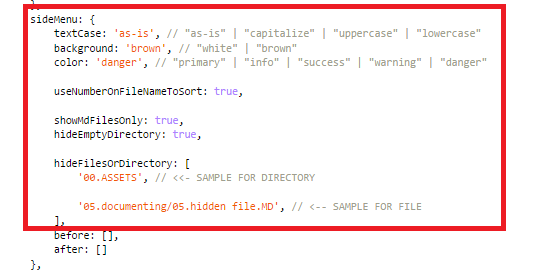 },
sideMenu: {
textCase: 'as-is', // "as-is" | "capitalize" | "uppercase" | "lowercase"
background: 'brown', // "white" | "brown"
color: 'danger', // "primary" | "info" | "success" | "warning" | "danger"
useNumberOnFileNameToSort: true,
showMdFilesOnly: true,
hideEmptyDirectory: true,
hideFilesOrDirectory: [
'00.ASSETS', // <<- SAMPLE FOR DIRECTORY
'05.documenting/05.hidden file.MD', // <-- SAMPLE FOR FILE
],
before: [],
after: []
},